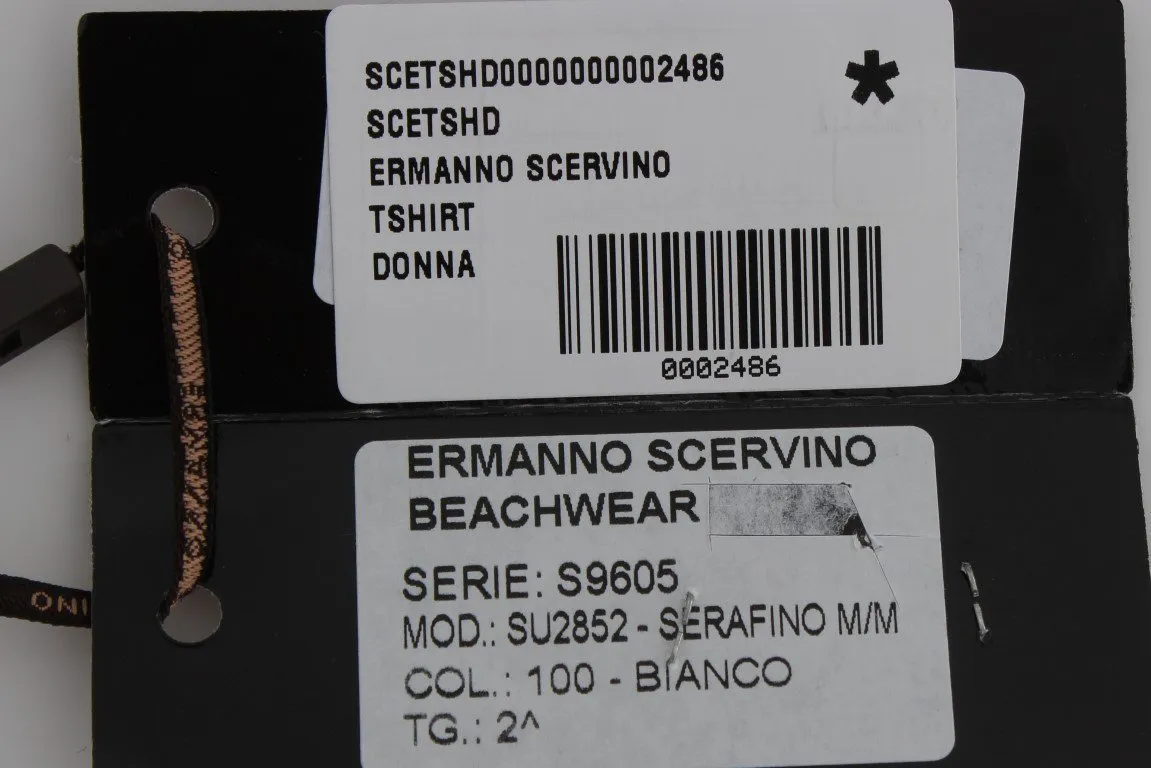 SCETSHD0000000002486
SCETSHD
ERMANNO SCERVINO
TSHIRT
DONNA
0002486
ERMANNO SCERVINO
BEACHWEAR
SERIE: S9605
MOD.: SU2852 - SERAFINO M/M
COL.: 100 - BIANCO
TG.: 2^
INO